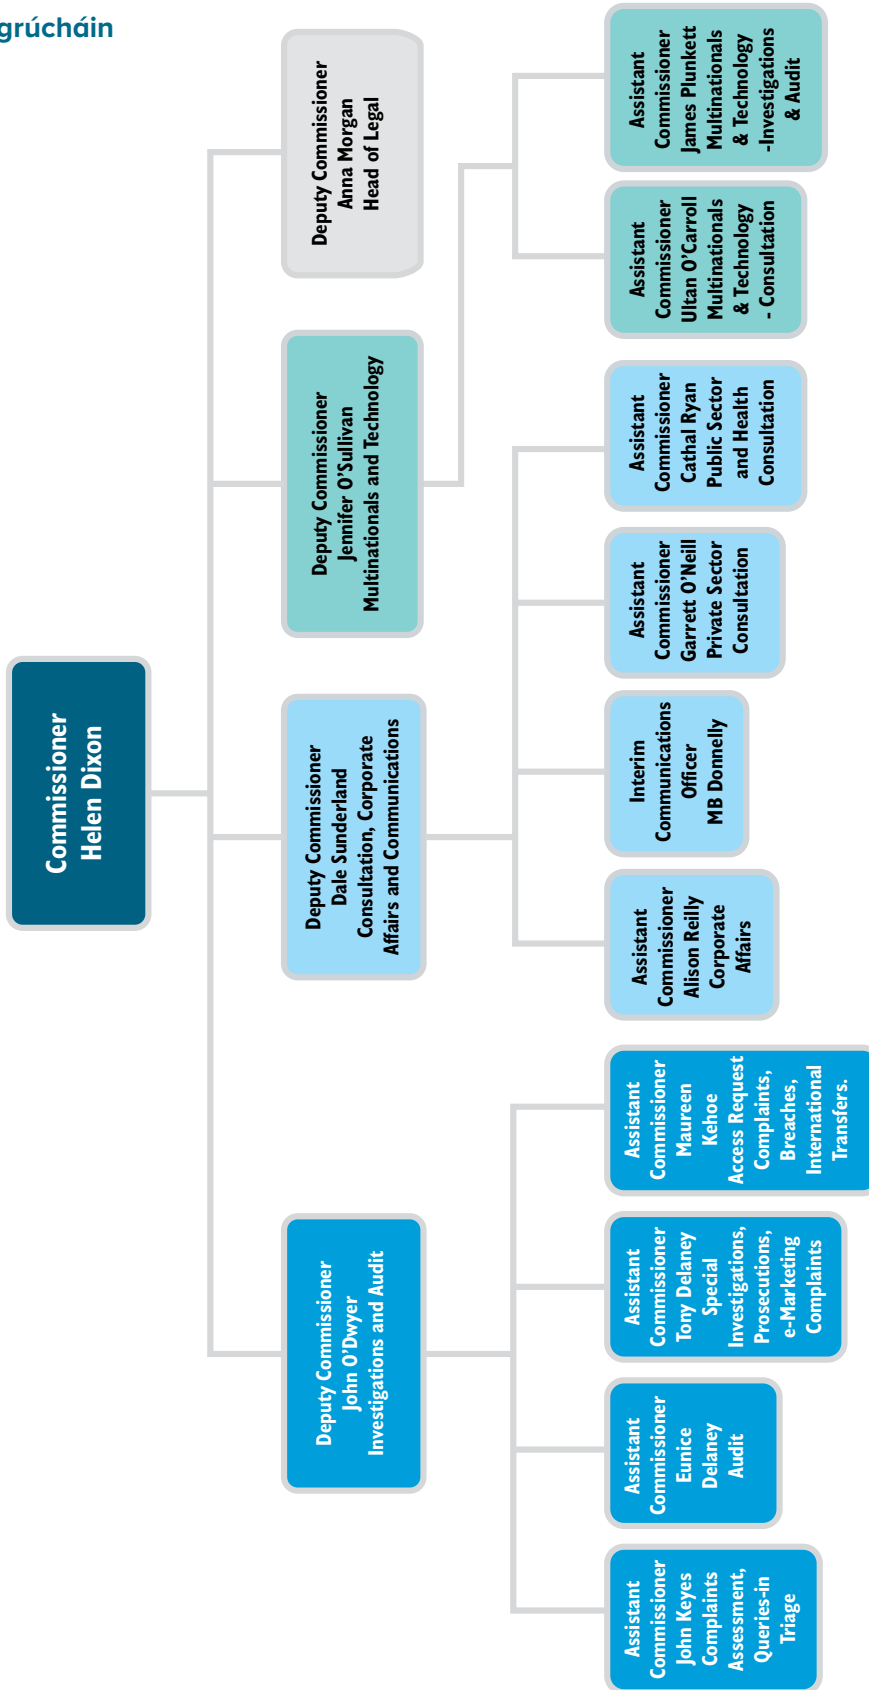 grúcháin
Commissioner
Helen Dixon
Deputy Commissioner
John O'Dwyer
Investigations and Audit
Deputy Commissioner
Dale Sunderland
Consultation, Corporate
Affairs and Communications
Deputy Commissioner
Jennifer O'Sullivan
Multinationals and Technology
Deputy Commissioner
Anna Morgan
Head of Legal
Assistant
Commissioner
John Keyes
Complaints
Assessment,
Queries-in
Triage
Assistant
Commissioner
Eunice
Delaney
Audit
Assistant
Commissioner
Tony Delaney
Special
Investigations,
Prosecutions,
e-Marketing
Complaints
Assistant
Commissioner
Maureen
Kehoe
Access Request
Complaints,
Breaches,
International
Transfers.
Assistant
Commissioner
Alison Reilly
Corporate
Affairs
Interim
Communications
Officer
MB Donnelly
Assistant
Commissioner
Garrett O'Neill
Private Sector
Consultation
Assistant
Commissioner
Cathal Ryan
Public Sector
and Health
Consultation
Assistant
Commissioner
Ultan O'Carroll
Multinationals
& Technology
- Consultation
Assistant
Commissioner
James Plunkett
Multinationals
& Technology
-Investigations
& Audit